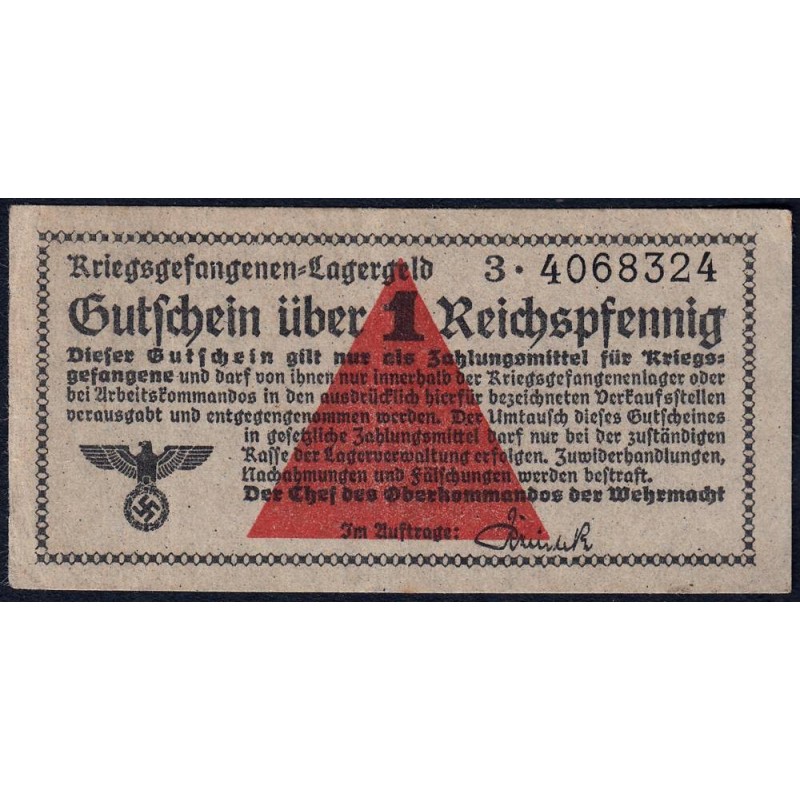 Kriegsgefangenen=Lagergeld 3 · 4068324
Gutschein über 1 Reichspfennig
Dieser Gutschein gilt nur als Zahlungsmittel für Kriegs-
gefangene und darf von ihnen nur innerhalb der Kriegsgefangenenlager oder
bei Arbeitskommandos in den ausdrücklich hierfür bezeichneten Verkaufsstellen
verausgabt und entgegengenommen werden. Der Umtausch dieses Gutscheines
in gesetzliche Zahlungsmittel darf nur bei der zuständigen
Kasse der Lagerverwaltung erfolgen. Zuwiderhandlungen,
Nachahmungen und Fälschungen werden bestraft.
Der Chef des Oberkommandos der Wehrmacht
Im Auftrage: